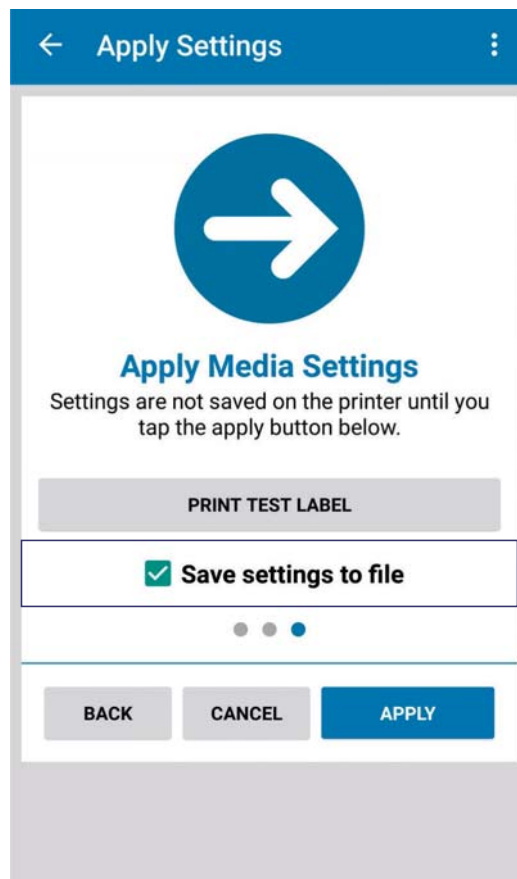 Apply Settings
Apply Media Settings
Settings are not saved on the printer until you
tap the apply button below.
PRINT TEST LABEL
Save settings to file
BACK CANCEL APPLY